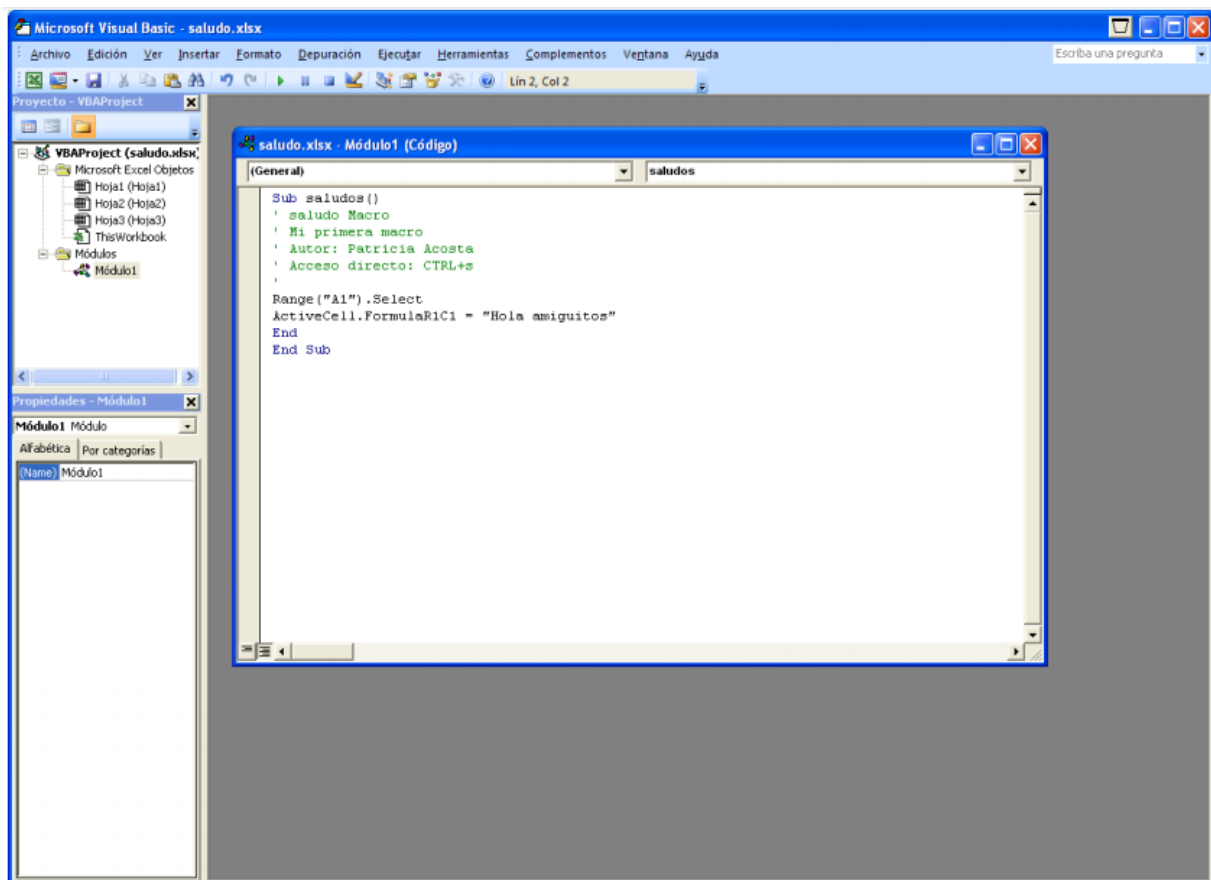 Microsoft Visual Basic - saludo.xlsx
Archivo Edición Ver Insertar Formato Depuración Ejecutar Herramientas Complementos Ventana Ayuda Escriba una pregunta
Lín 2, Col 2
Proyecto - VBAProject
VBAProject (saludo.xlsx)
Microsoft Excel Objetos
Hoja1 (Hoja1)
Hoja2 (Hoja2)
Hoja3 (Hoja3)
ThisWorkbook
Módulos
Módulo1
Propiedades - Módulo1
Módulo1 Módulo
Alfabética Por categorías
(Name) Módulo1
saludo.xlsx - Módulo1 (Código)
(General) saludos
Sub saludos()
' saludo Macro
' Mi primera macro
' Autor: Patricia Acosta
' Acceso directo: CTRL+s
'
Range("A1").Select
ActiveCell.FormulaR1C1 = "Hola amiguitos"
End
End Sub